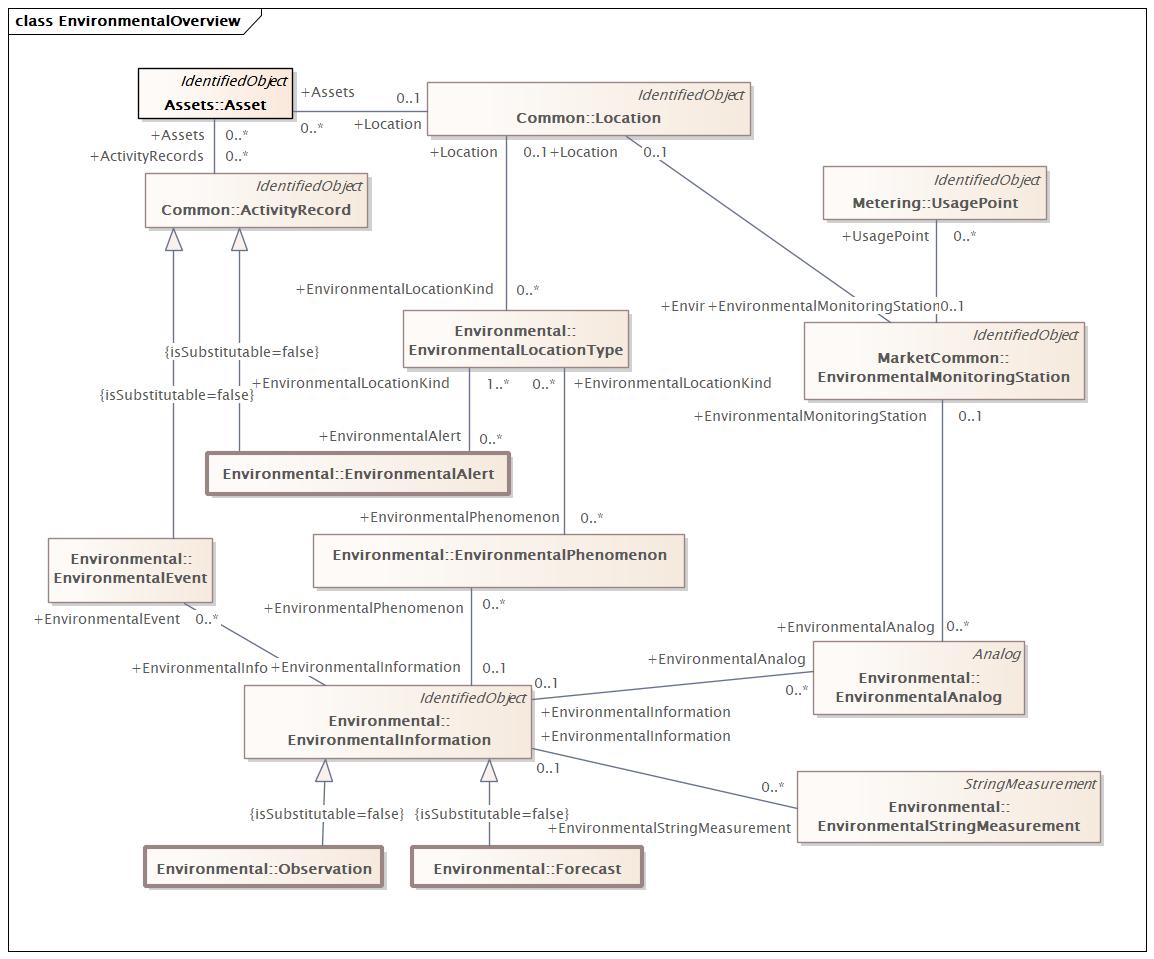 class EnvironmentalOverview
IdentifiedObject
Assets::Asset
+Assets
0..1
IdentifiedObject
Common::Location
0..*
+Location
+Assets
0..*
+ActivityRecords
0..*
+Location
0..1
+Location
0..1
IdentifiedObject
Common::ActivityRecord
IdentifiedObject
Metering::UsagePoint
+UsagePoint
0..*
+EnvironmentalLocationKind
0..*
+Envir
+EnvironmentalMonitoringStation
0..1
Environmental::
EnvironmentalLocationType
IdentifiedObject
MarketCommon::
EnvironmentalMonitoringStation
{isSubstitutable=false}
{isSubstitutable=false}
+EnvironmentalLocationKind
1..*
0..*
+EnvironmentalLocationKind
+EnvironmentalMonitoringStation
0..1
+EnvironmentalAlert
0..*
Environmental::EnvironmentalAlert
+EnvironmentalPhenomenon
0..*
Environmental::EnvironmentalPhenomenon
Environmental::
EnvironmentalEvent
+EnvironmentalEvent
0..*
+EnvironmentalPhenomenon
0..*
+EnvironmentalAnalog
0..*
+EnvironmentalInfo
+EnvironmentalInformation
0..1
+EnvironmentalAnalog
Analog
Environmental::
EnvironmentalAnalog
0..1
0..*
IdentifiedObject
Environmental::
EnvironmentalInformation
+EnvironmentalInformation
+EnvironmentalInformation
0..1
0..*
StringMeasurement
Environmental::
EnvironmentalStringMeasurement
{isSubstitutable=false}
{isSubstitutable=false}
+EnvironmentalStringMeasurement
Environmental::Observation
Environmental::Forecast